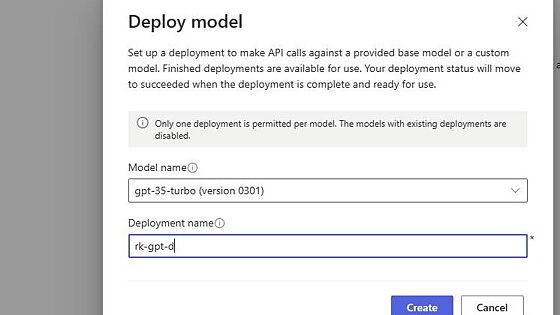 Deploy model
Set up a deployment to make API calls against a provided base model or a custom
model. Finished deployments are available for use. Your deployment status will move
to succeeded when the deployment is complete and ready for use.
Only one deployment is permitted per model. The models with existing deployments are
disabled.
Model name
gpt-35-turbo (version 0301)
Deployment name
rk-gpt-d
*
Create
Cancel